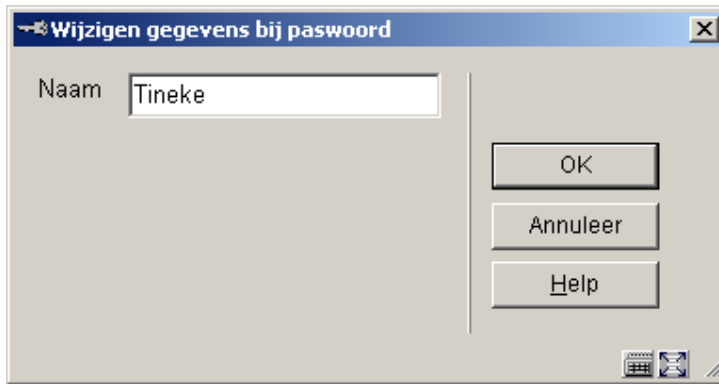 Wijzigen gegevens bij paswoord
Naam Tineke
OK
Annuleer
Help